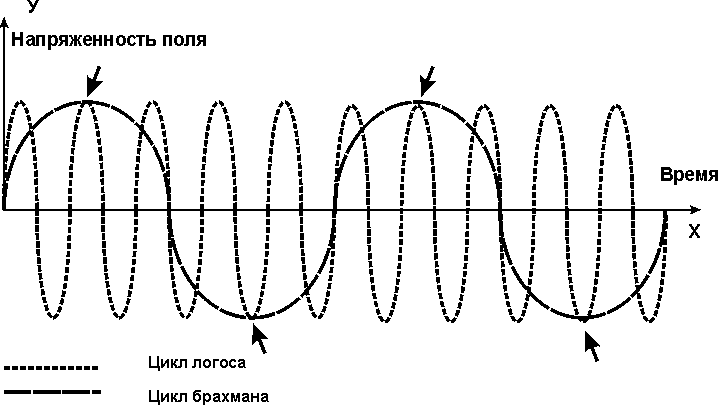 У
Напряженность поля
Время
Х
Цикл логоса
Цикл брахмана